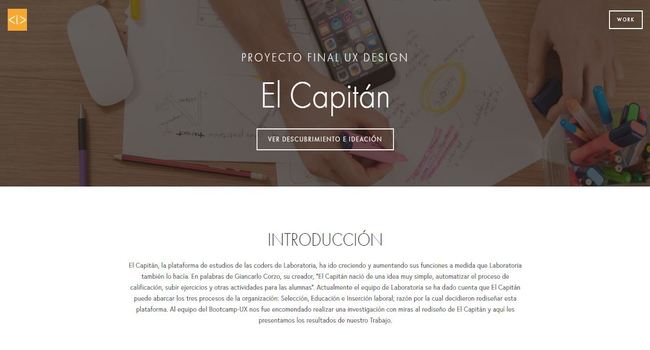 <|>
WORK
PROYECTO FINAL UX DESIGN
El Capitán
VER DESCUBRIMIENTO E IDEACIÓN
INTRODUCCIÓN
El Capitán, la plataforma de estudios de las coders de Laboratoria, ha ido creciendo y aumentando sus funciones a medida que Laboratoria
también lo hacía. En palabras de Giancarlo Corzo, su creador, "El Capitán nació de una idea muy simple, automatizar el proceso de
calificación, subir ejercicios y otras actividades para las alumnas". Actualmente el equipo de Laboratoria se ha dado cuenta que El Capitán
puede abarcar los tres procesos de la organización: Selección, Educación e Inserción laboral; razón por la cual decidieron rediseñar esta
plataforma. Al equipo del Bootcamp-UX nos fue encomendado realizar una investigación con miras al rediseño de El Capitán y aquí les
presentamos los resultados de nuestro Trabajo.